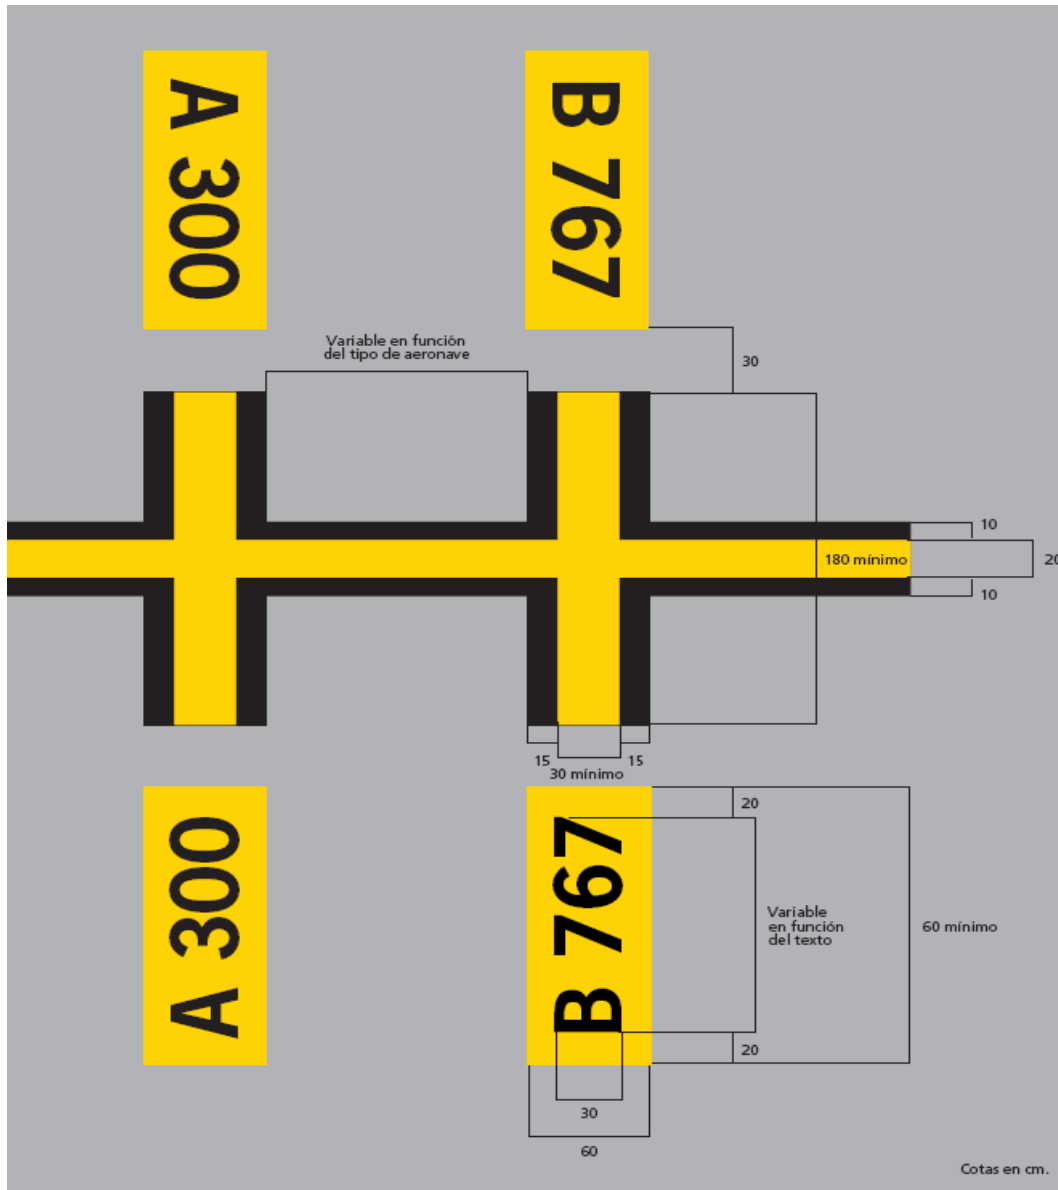 A 300
B 767
Variable en función
del tipo de aeronave
30
10
180 mínimo
20
10
15
15
30 mínimo
A 300
B 767
20
Variable
en función
del texto
60 mínimo
20
30
60
Cotas en cm.